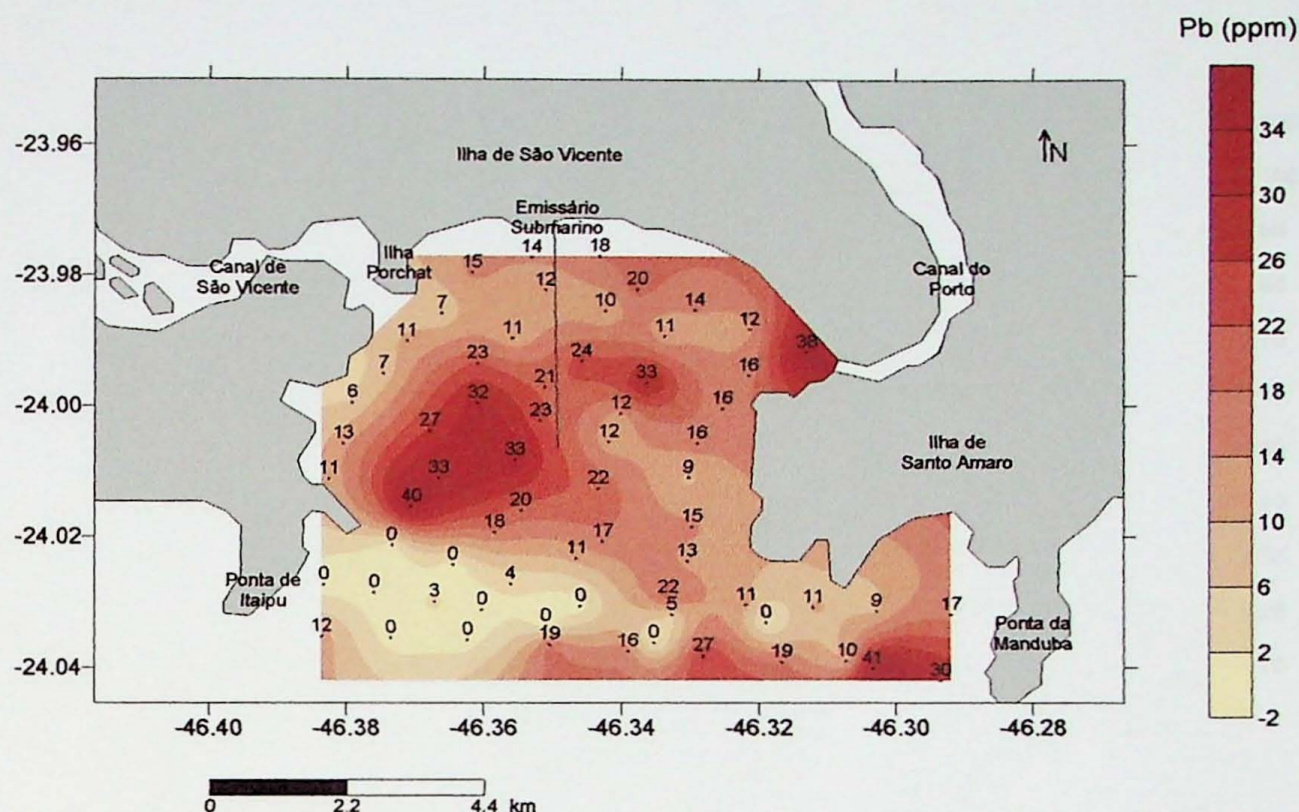 Pb (ppm)
34
30
26
22
18
14
10
6
2
-2
-23.96
-23.98
-24.00
-24.02
-24.04
N
Ilha de São Vicente
Emissário
Submarino
Ilha
Porchat
Canal de
São Vicente
Canal do
Porto
Ilha de
Santo Amaro
Ponta de
Itaipu
Ponta da
Manduba
14 18
15 12 20
7 10 14
11 11 11 12
23 24 38
7 21 33 16
6 32
27 23 12 16
13 12 16
11 33 33 9
40 20 22
18 17 15
0 0 11 13
0 0 4 22
3 0 0 5 11 11 9 17
0 0
12 0 0 19 16 0 27 19 10 41
30
-46.40 -46.38 -46.36 -46.34 -46.32 -46.30 -46.28
0 2.2 4.4 km